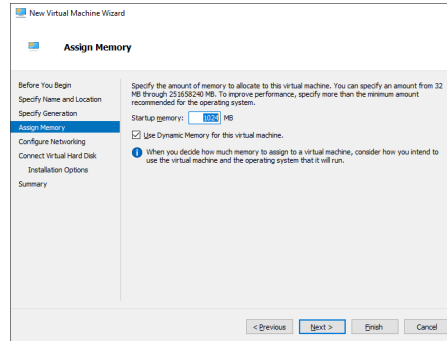 New Virtual Machine Wizard
Assign Memory
Before You Begin
Specify Name and Location
Specify Generation
Assign Memory
Configure Networking
Connect Virtual Hard Disk
Installation Options
Summary
Specify the amount of memory to allocate to this virtual machine. You can specify an amount from 32
MB through 251658240 MB. To improve performance, specify more than the minimum amount
recommended for the operating system.
Startup memory: 1024 MB
Use Dynamic Memory for this virtual machine.
When you decide how much memory to assign to a virtual machine, consider how you intend to
use the virtual machine and the operating system that it will run.
< Previous Next > Finish Cancel